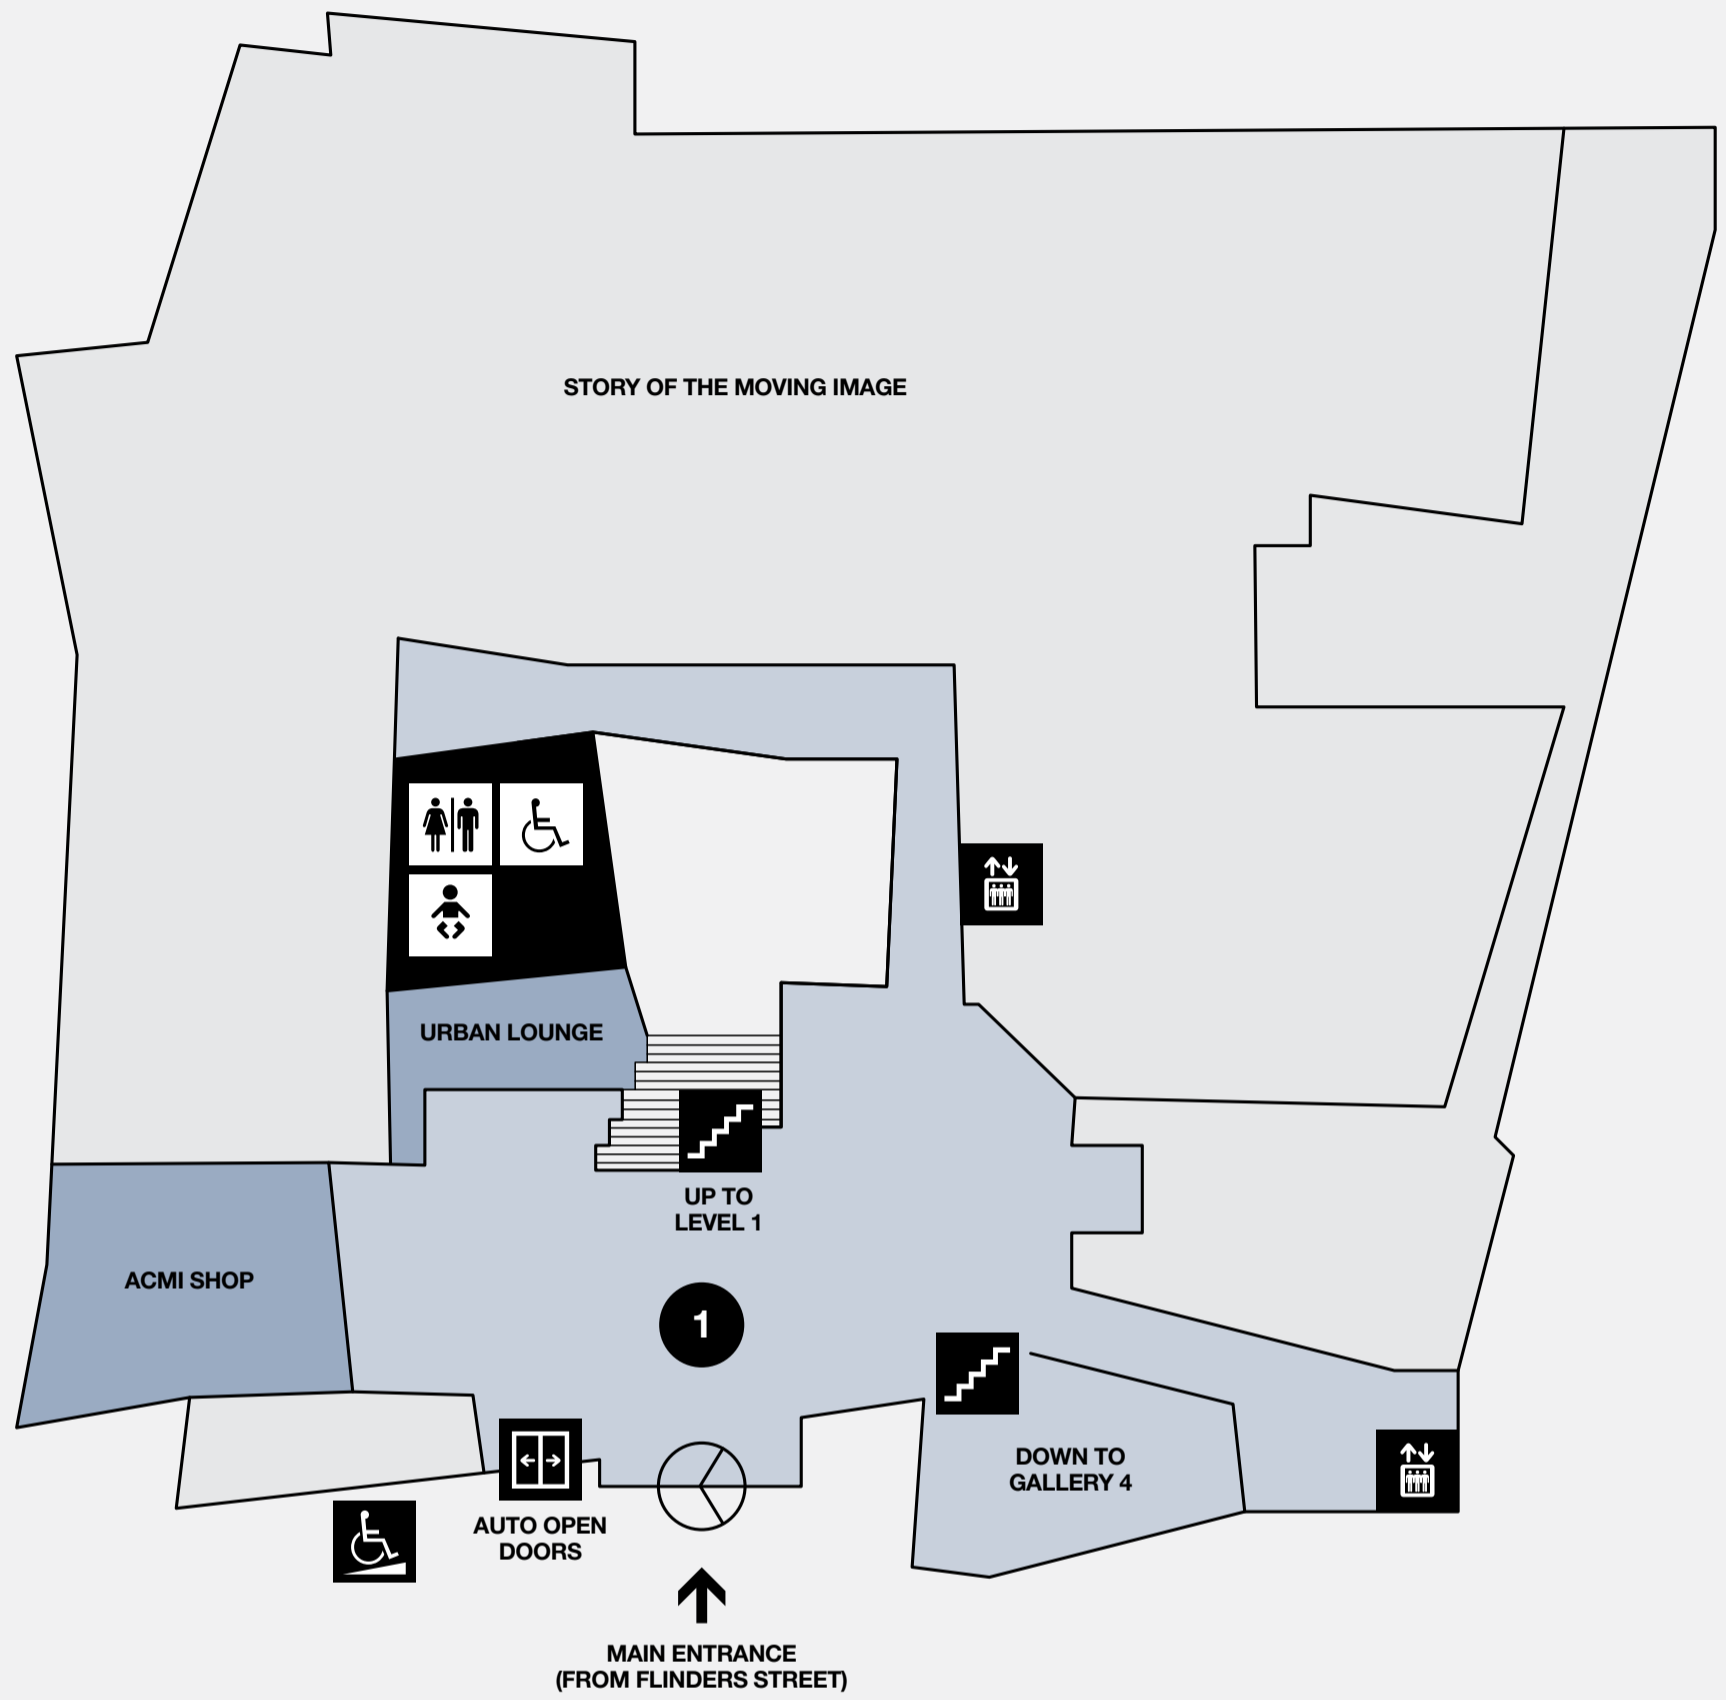 STORY OF THE MOVING IMAGE
URBAN LOUNGE
UP TO
LEVEL 1
ACMI SHOP
1
DOWN TO
GALLERY 4
AUTO OPEN
DOORS
MAIN ENTRANCE
(FROM FLINDERS STREET)